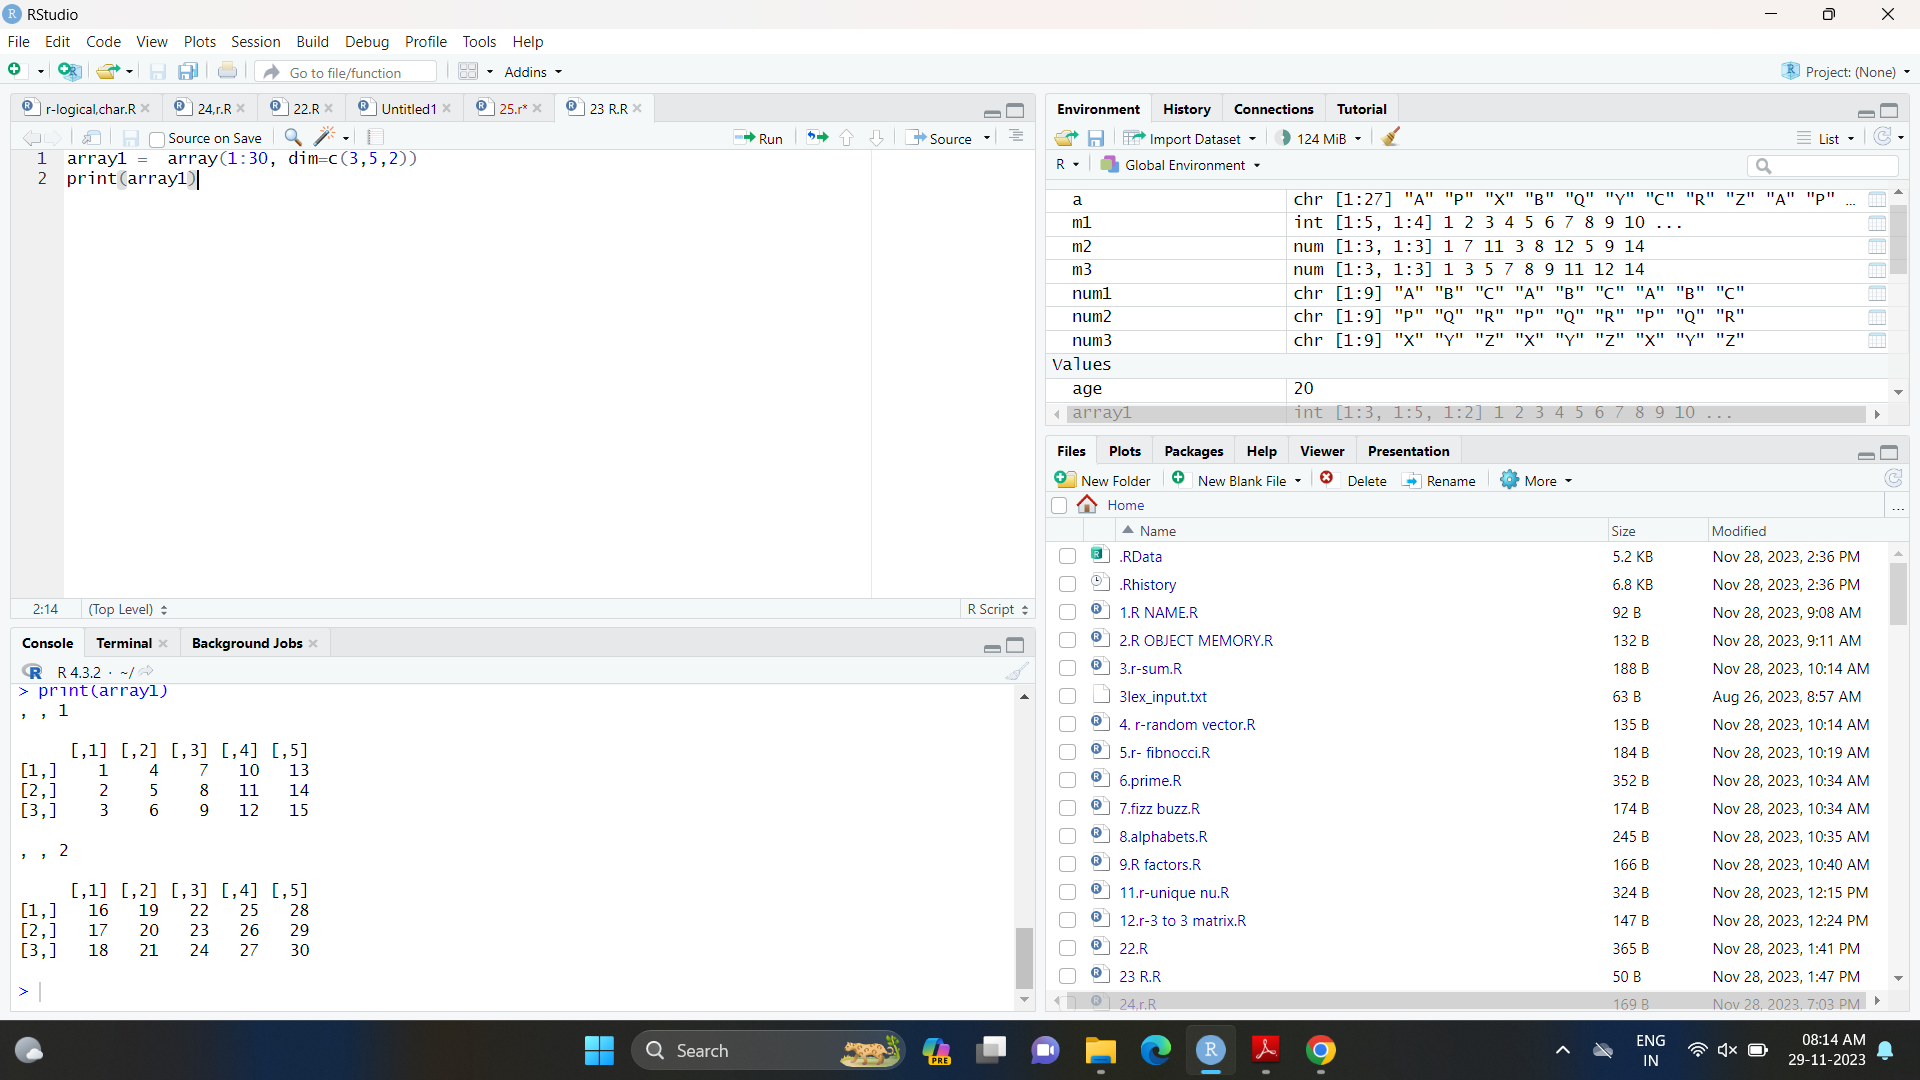 RStudio
File Edit Code View Plots Session Build Debug Profile Tools Help
Go to file/function Addins Project: (None)
r-logical,char.R 24,r.R 22.R Untitled1 25.r* 23 R.R
Source on Save Run Source
1 array1 =  array(1:30, dim=c(3,5,2))
2 print(array1)
2:14 (Top Level) R Script
Console Terminal Background Jobs
R 4.3.2 · ~/
> print(array1)
, , 1
[,1] [,2] [,3] [,4] [,5]
[1,] 1 4 7 10 13
[2,] 2 5 8 11 14
[3,] 3 6 9 12 15
, , 2
[,1] [,2] [,3] [,4] [,5]
[1,] 16 19 22 25 28
[2,] 17 20 23 26 29
[3,] 18 21 24 27 30
>
Environment History Connections Tutorial
Import Dataset 124 MiB List
R Global Environment
a chr [1:27] "A" "P" "X" "B" "Q" "Y" "C" "R" "Z" "A" "P" ...
m1 int [1:5, 1:4] 1 2 3 4 5 6 7 8 9 10 ...
m2 num [1:3, 1:3] 1 7 11 3 8 12 5 9 14
m3 num [1:3, 1:3] 1 3 5 7 8 9 11 12 14
num1 chr [1:9] "A" "B" "C" "A" "B" "C" "A" "B" "C"
num2 chr [1:9] "P" "Q" "R" "P" "Q" "R" "P" "Q" "R"
num3 chr [1:9] "X" "Y" "Z" "X" "Y" "Z" "X" "Y" "Z"
Values
age 20
array1 int [1:3, 1:5, 1:2] 1 2 3 4 5 6 7 8 9 10 ...
Files Plots Packages Help Viewer Presentation
New Folder New Blank File Delete Rename More
Home ...
Name Size Modified
.RData 5.2 KB Nov 28, 2023, 2:36 PM
.Rhistory 6.8 KB Nov 28, 2023, 2:36 PM
1.R NAME.R 92 B Nov 28, 2023, 9:08 AM
2.R OBJECT MEMORY.R 132 B Nov 28, 2023, 9:11 AM
3.r-sum.R 188 B Nov 28, 2023, 10:14 AM
3lex_input.txt 63 B Aug 26, 2023, 8:57 AM
4. r-random vector.R 135 B Nov 28, 2023, 10:14 AM
5.r- fibnocci.R 184 B Nov 28, 2023, 10:19 AM
6.prime.R 352 B Nov 28, 2023, 10:34 AM
7.fizz buzz.R 174 B Nov 28, 2023, 10:34 AM
8.alphabets.R 245 B Nov 28, 2023, 10:35 AM
9.R factors.R 166 B Nov 28, 2023, 10:40 AM
11.r-unique nu.R 324 B Nov 28, 2023, 12:15 PM
12.r-3 to 3 matrix.R 147 B Nov 28, 2023, 12:24 PM
22.R 365 B Nov 28, 2023, 1:41 PM
23 R.R 50 B Nov 28, 2023, 1:47 PM
24,r.R 169 B Nov 28, 2023, 7:03 PM
Search PRE ENG IN 08:14 AM
29-11-2023